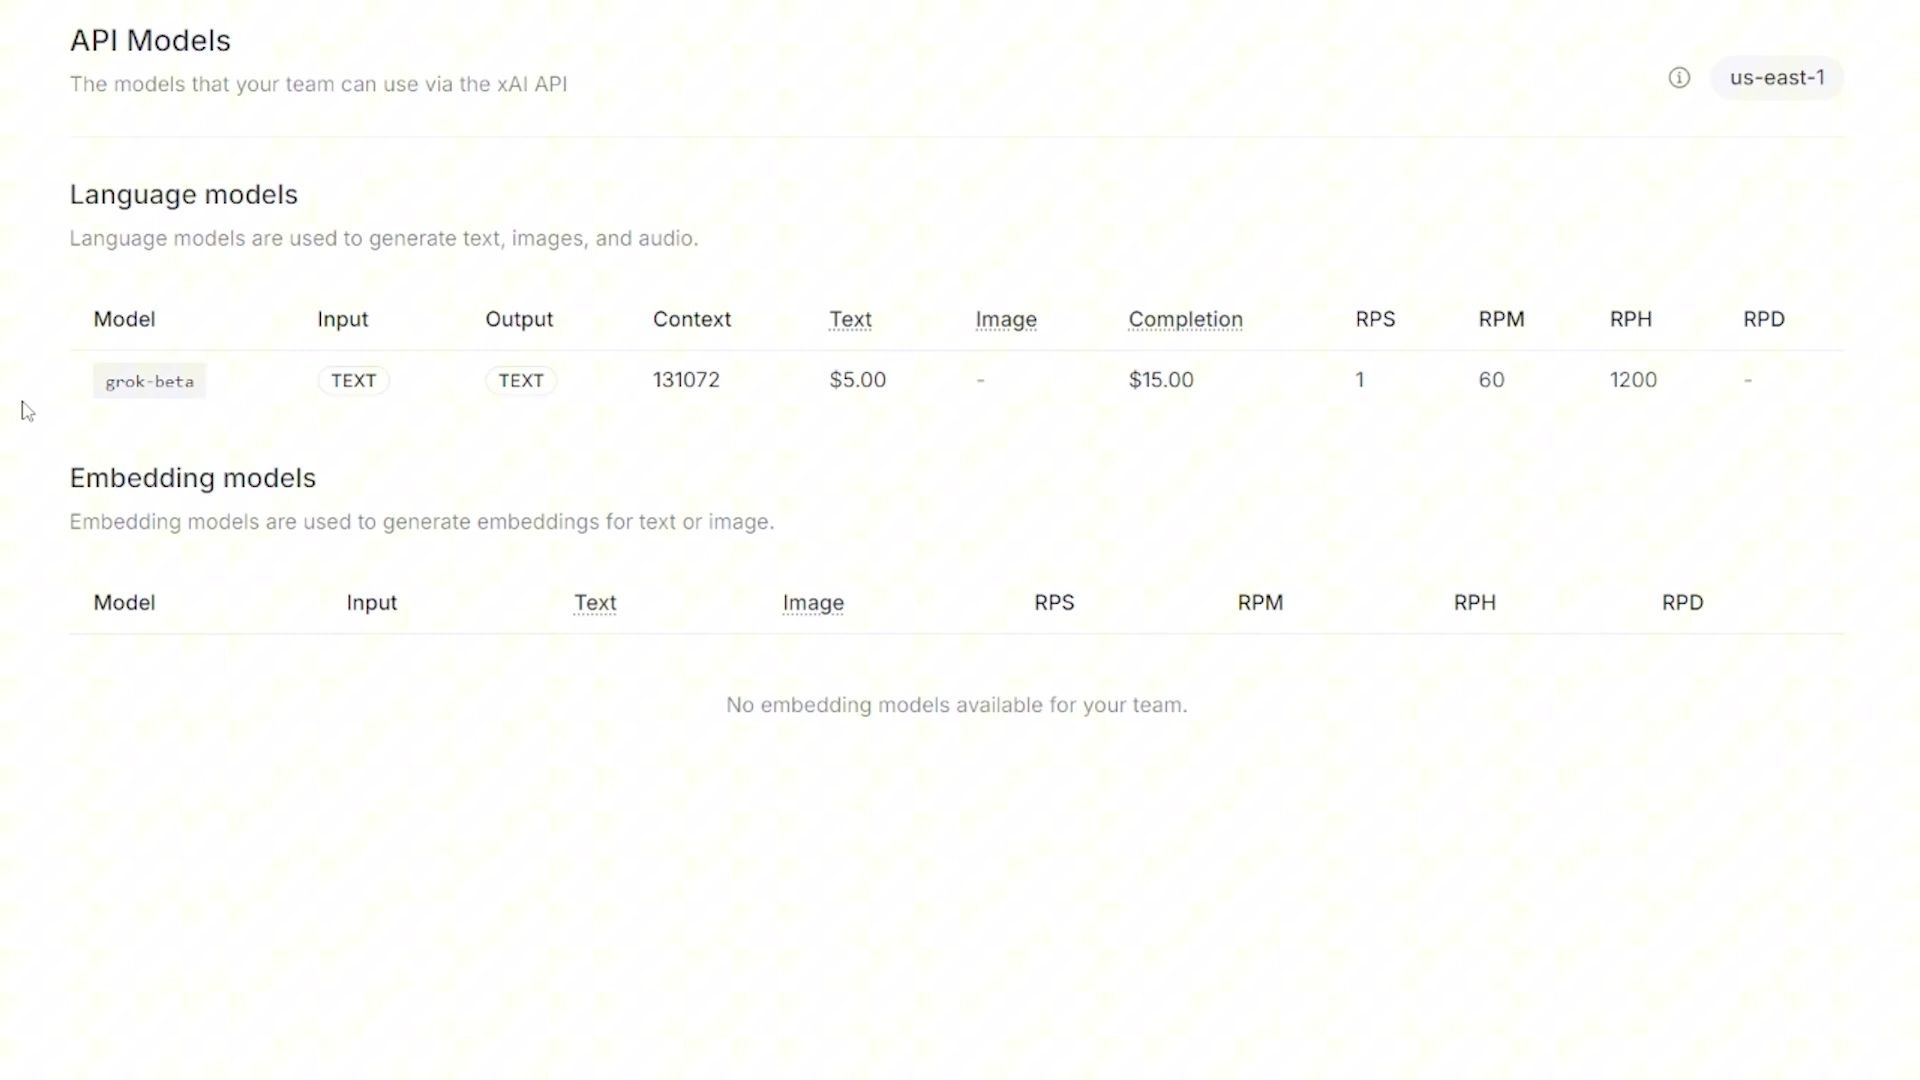 API Models
The models that your team can use via the xAI API
us-east-1
Language models
Language models are used to generate text, images, and audio.
Model Input Output Context Text Image Completion RPS RPM RPH RPD
grok-beta TEXT TEXT 131072 $5.00 - $15.00 1 60 1200 -
Embedding models
Embedding models are used to generate embeddings for text or image.
Model Input Text Image RPS RPM RPH RPD
No embedding models available for your team.